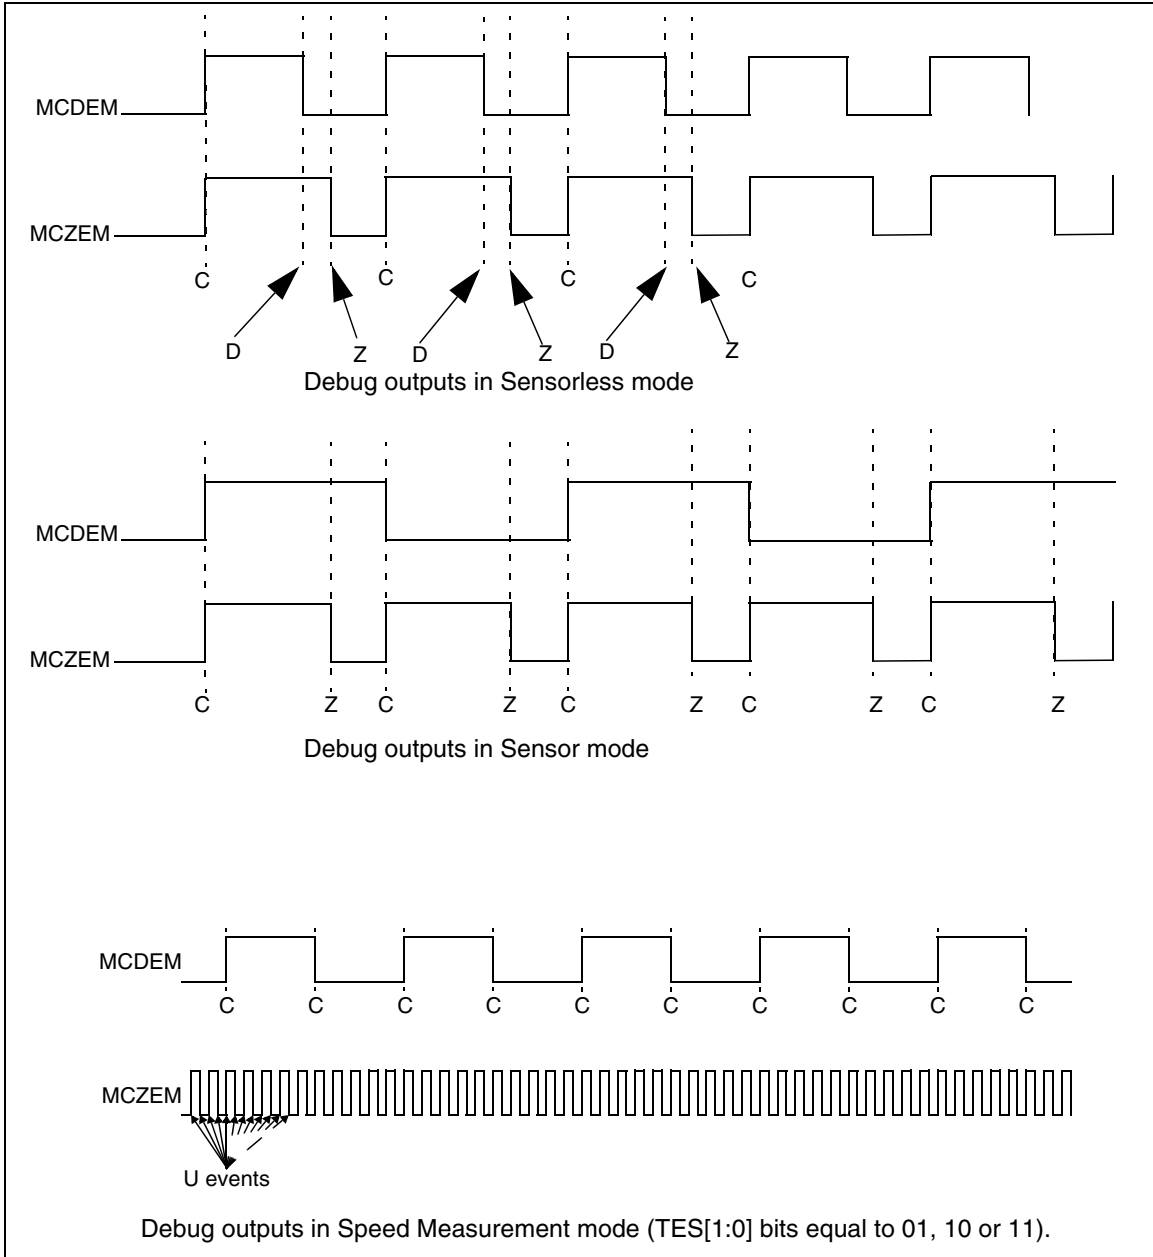 MCDEM
MCZEM
C C C C
D Z D Z D Z
Debug outputs in Sensorless mode
MCDEM
MCZEM
C Z C Z C Z C Z C Z
Debug outputs in Sensor mode
MCDEM
C C C C C C C C C C
MCZEM
U events
Debug outputs in Speed Measurement mode (TES[1:0] bits equal to 01, 10 or 11).